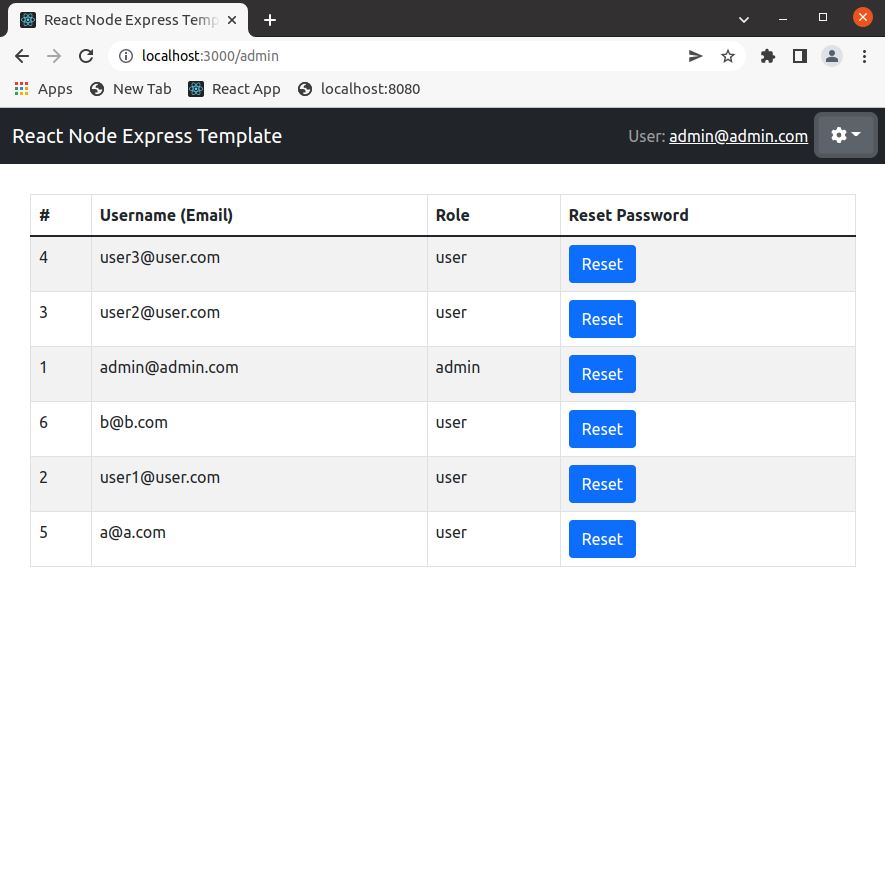 React Node Express Temp
localhost:3000/admin
Apps New Tab React App localhost:8080
React Node Express Template User: admin@admin.com
# Username (Email) Role Reset Password
4 user3@user.com user Reset
3 user2@user.com user Reset
1 admin@admin.com admin Reset
6 b@b.com user Reset
2 user1@user.com user Reset
5 a@a.com user Reset